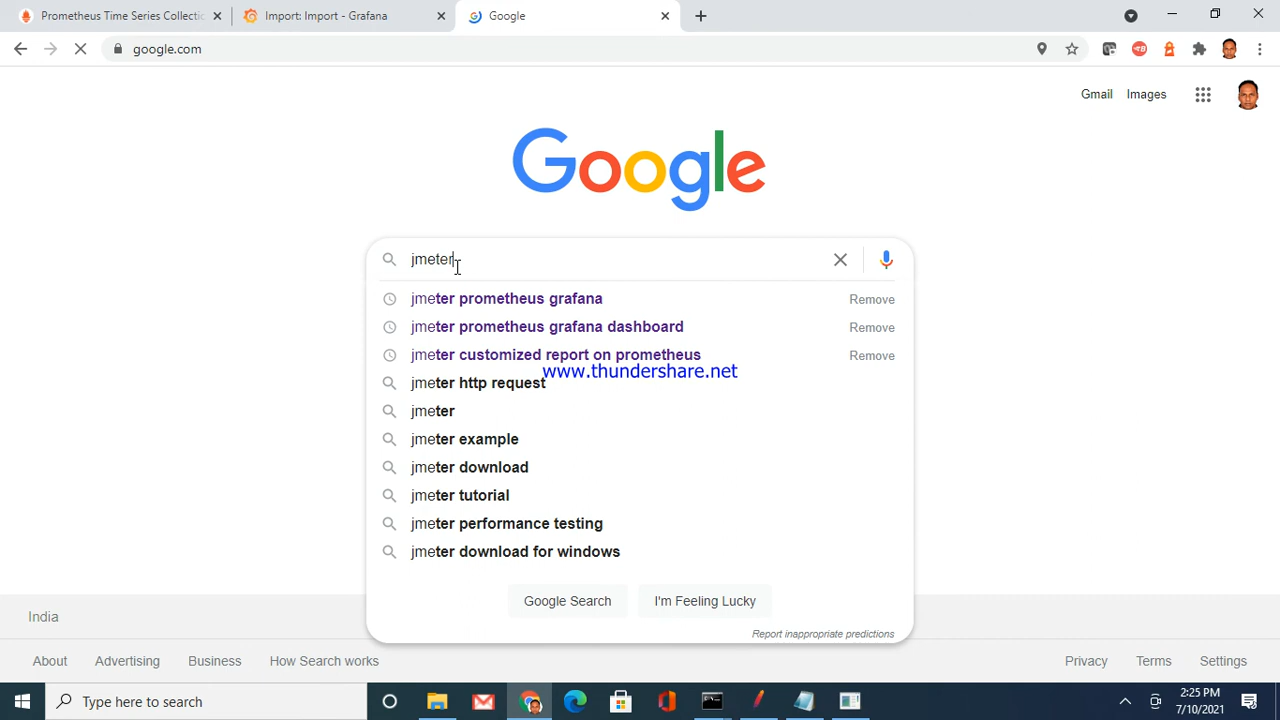 Prometheus Time Series Collectic
Import: Import - Grafana
Google
google.com
Gmail
Images
Google
jmeter
jmeter prometheus grafana
Remove
jmeter prometheus grafana dashboard
Remove
jmeter customized report on prometheus
Remove
www.thundershare.net
jmeter http request
jmeter
jmeter example
jmeter download
jmeter tutorial
jmeter performance testing
jmeter download for windows
Google Search
I'm Feeling Lucky
Report inappropriate predictions
India
About
Advertising
Business
How Search works
Privacy
Terms
Settings
Type here to search
2:25 PM
7/10/2021